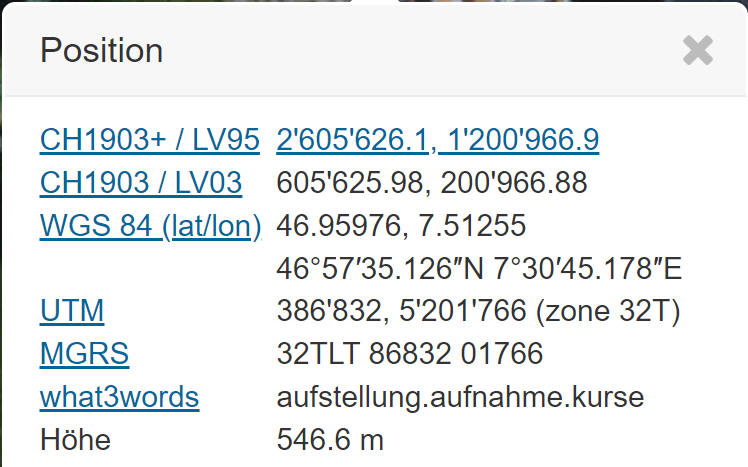 Position
CH1903+ / LV95 2'605'626.1, 1'200'966.9
CH1903 / LV03 605'625.98, 200'966.88
WGS 84 (lat/lon) 46.95976, 7.51255
46°57′35.126″N 7°30′45.178″E
UTM 386'832, 5'201'766 (zone 32T)
MGRS 32TLT 86832 01766
what3words aufstellung.aufnahme.kurse
Höhe 546.6 m